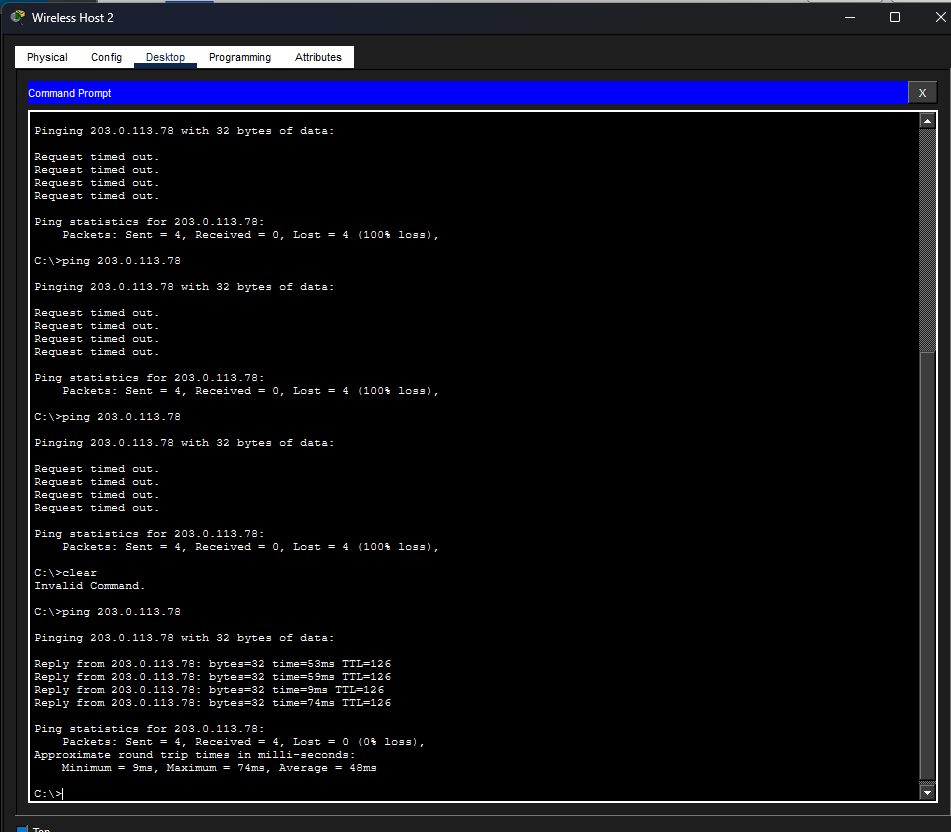 Wireless Host 2
Physical Config Desktop Programming Attributes
Command Prompt
X
Pinging 203.0.113.78 with 32 bytes of data:
Request timed out.
Request timed out.
Request timed out.
Request timed out.
Ping statistics for 203.0.113.78:
Packets: Sent = 4, Received = 0, Lost = 4 (100% loss),
C:\>ping 203.0.113.78
Pinging 203.0.113.78 with 32 bytes of data:
Request timed out.
Request timed out.
Request timed out.
Request timed out.
Ping statistics for 203.0.113.78:
Packets: Sent = 4, Received = 0, Lost = 4 (100% loss),
C:\>ping 203.0.113.78
Pinging 203.0.113.78 with 32 bytes of data:
Request timed out.
Request timed out.
Request timed out.
Request timed out.
Ping statistics for 203.0.113.78:
Packets: Sent = 4, Received = 0, Lost = 4 (100% loss),
C:\>clear
Invalid Command.
C:\>ping 203.0.113.78
Pinging 203.0.113.78 with 32 bytes of data:
Reply from 203.0.113.78: bytes=32 time=53ms TTL=126
Reply from 203.0.113.78: bytes=32 time=59ms TTL=126
Reply from 203.0.113.78: bytes=32 time=9ms TTL=126
Reply from 203.0.113.78: bytes=32 time=74ms TTL=126
Ping statistics for 203.0.113.78:
Packets: Sent = 4, Received = 4, Lost = 0 (0% loss),
Approximate round trip times in milli-seconds:
Minimum = 9ms, Maximum = 74ms, Average = 48ms
C:\>
Top